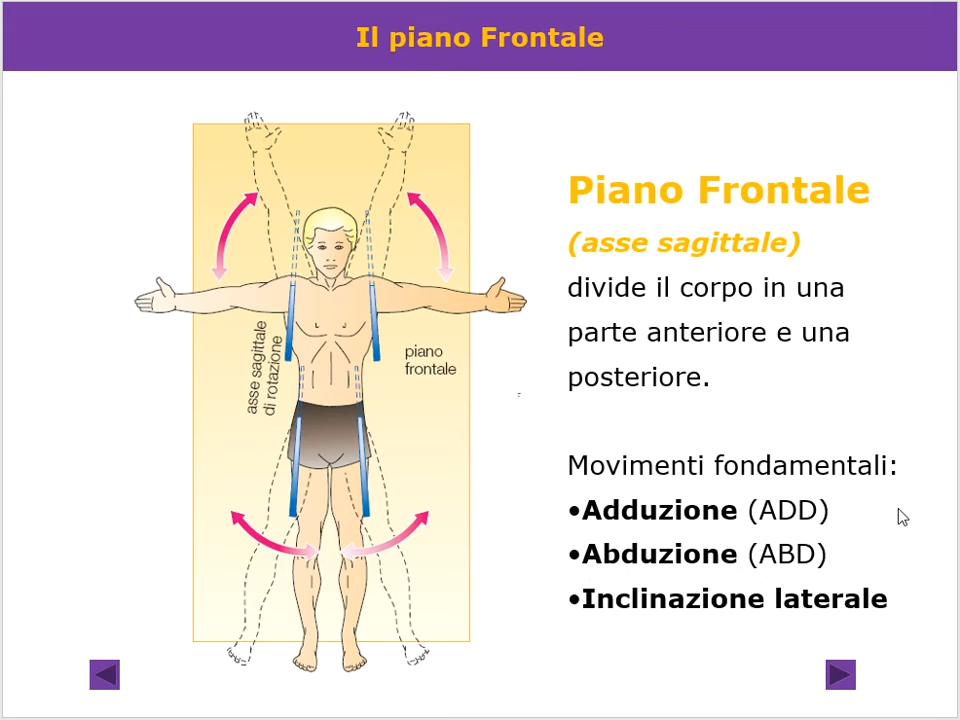 Il piano Frontale
Piano Frontale
(asse sagittale)
divide il corpo in una
parte anteriore e una
posteriore.
Movimenti fondamentali:
•Adduzione (ADD)
•Abduzione (ABD)
•Inclinazione laterale
asse sagittale
di rotazione
piano
frontale